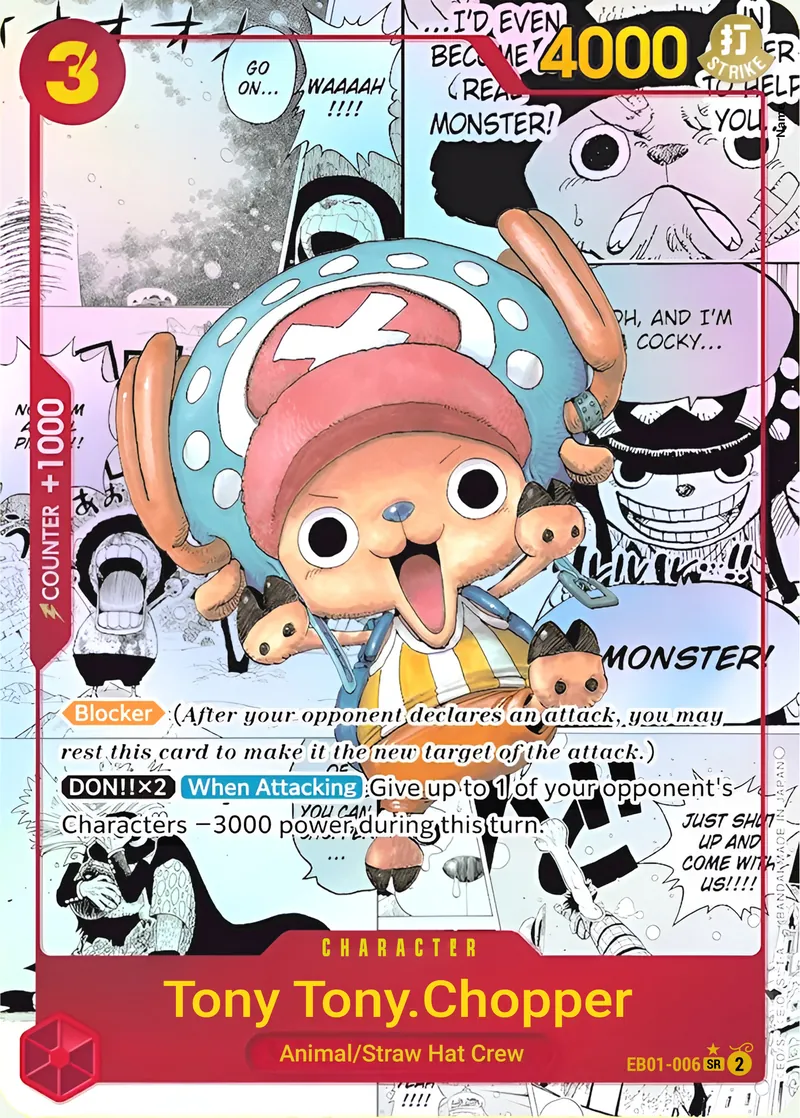 3
4000
打
STRIKE
GO
ON...
WAAAAH
!!!!
...I'D EVEN
BECOME
MONSTER!
TO HELP
YOU...
AND I'M
COCKY...
COUNTER +1000
MONSTER!
Blocker (After your opponent declares an attack, you may
rest this card to make it the new target of the attack.)
DON!!×2 When Attacking Give up to 1 of your opponent's
Characters −3000 power during this turn.
YOU CAN
...
JUST SHUT
UP AND
COME WITH
US!!!!
CHARACTER
Tony Tony.Chopper
Animal/Straw Hat Crew
EB01-006 SR 2
!!!!